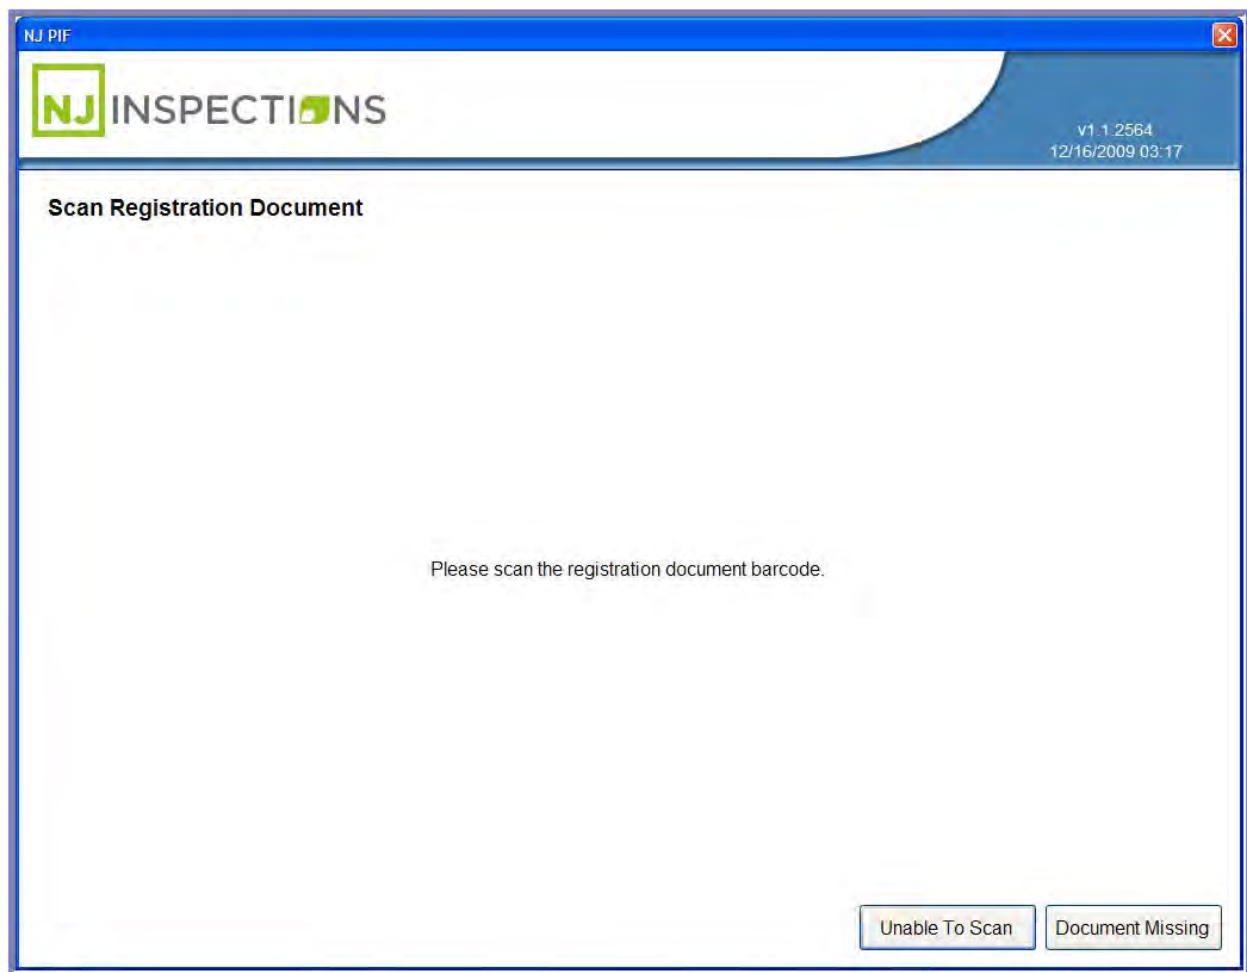 NJ PIF
NJ INSPECTIONS
v1.1.2564
12/16/2009 03:17
Scan Registration Document
Please scan the registration document barcode.
Unable To Scan
Document Missing